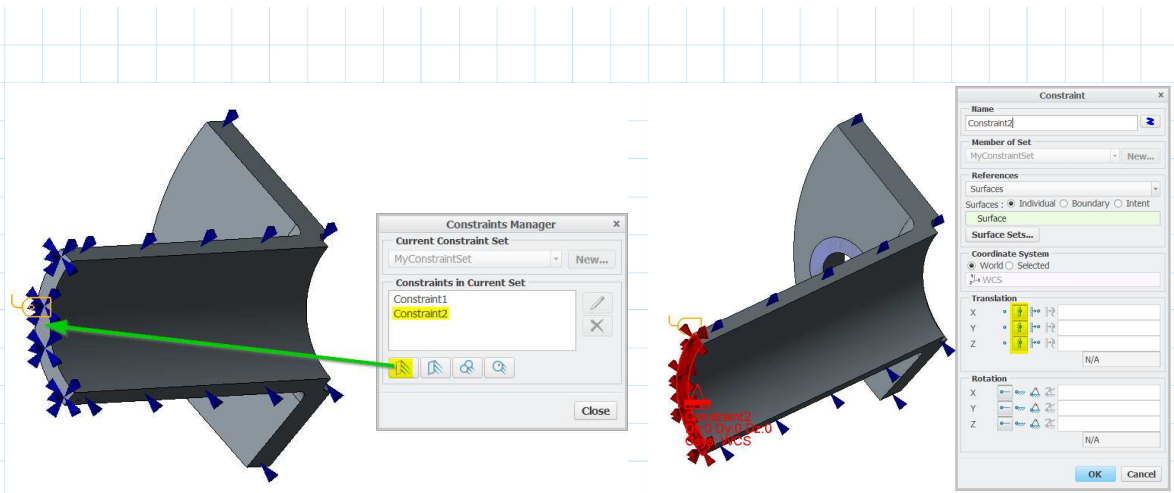 Constraints Manager x
Current Constraint Set
MyConstraintSet New...
Constraints in Current Set
Constraint1
Constraint2
Close
Constraint2
WCS
Constraint x
Name
Constraint2
Member of Set
MyConstraintSet New...
References
Surfaces
Surfaces : Individual Boundary Intent
Surface
Surface Sets...
Coordinate System
World Selected
WCS
Translation
X
Y
Z
N/A
Rotation
X
Y
Z
N/A
OK Cancel